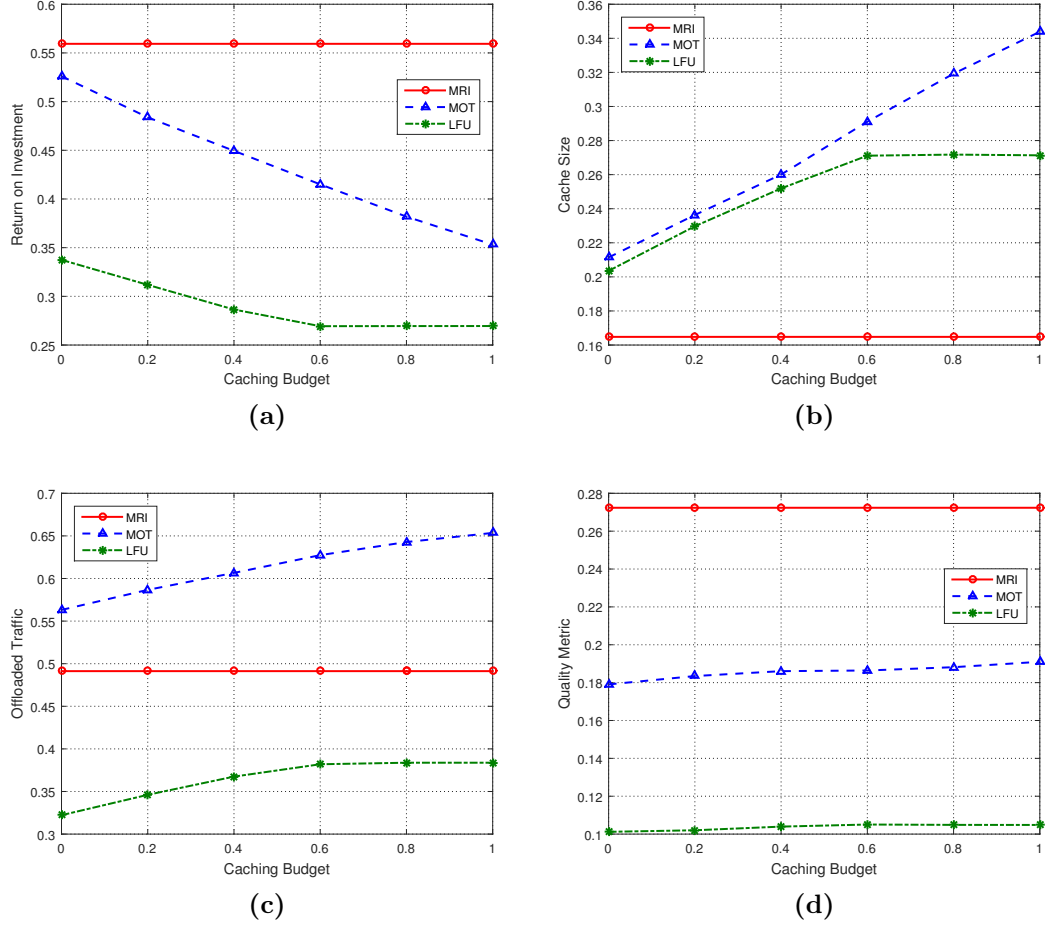 0.6
0.55
0.5
0.45
0.4
0.35
0.3
0.25
Return on Investment
MRI
MOT
LFU
0 0.2 0.4 0.6 0.8 1
Caching Budget
(a)
0.36
0.34
0.32
0.3
0.28
0.26
0.24
0.22
0.2
0.18
0.16
Cache Size
MRI
MOT
LFU
0 0.2 0.4 0.6 0.8 1
Caching Budget
(b)
0.7
0.65
0.6
0.55
0.5
0.45
0.4
0.35
0.3
Offloaded Traffic
MRI
MOT
LFU
0 0.2 0.4 0.6 0.8 1
Caching Budget
(c)
0.28
0.26
0.24
0.22
0.2
0.18
0.16
0.14
0.12
0.1
Quality Metric
MRI
MOT
LFU
0 0.2 0.4 0.6 0.8 1
Caching Budget
(d)